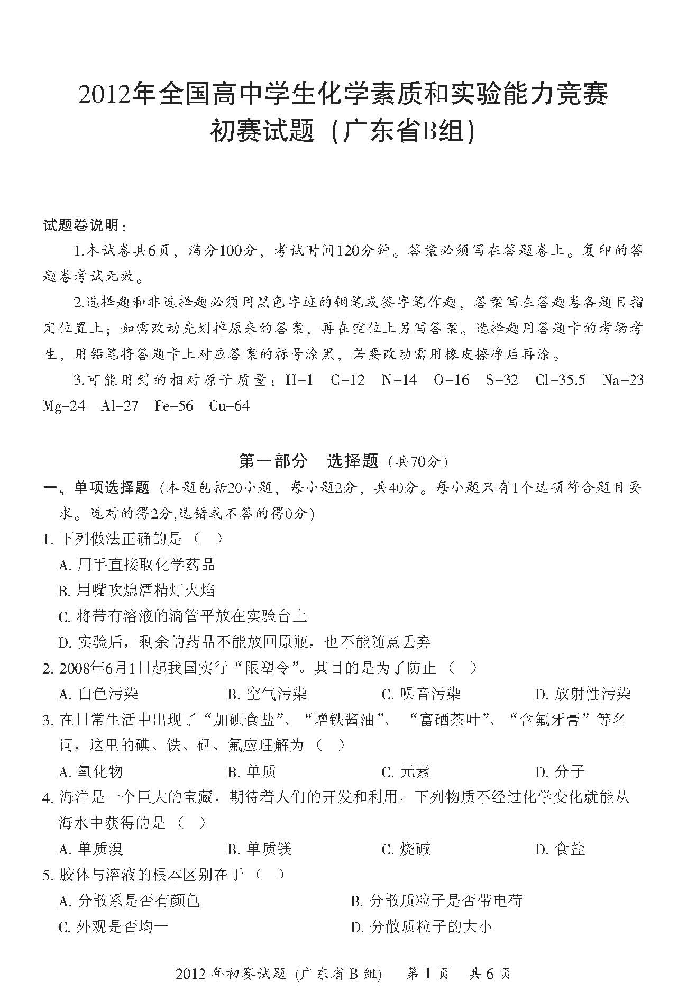 2012年全国高中学生化学素质和实验能力竞赛
初赛试题（广东省B组）
试题卷说明：
1.本试卷共6页，满分100分，考试时间120分钟。答案必须写在答题卷上。复印的答
题卷考试无效。
2.选择题和非选择题必须用黑色字迹的钢笔或签字笔作题，答案写在答题卷各题目指
定位置上；如需改动先划掉原来的答案，再在空位上另写答案。选择题用答题卡的考场考
生，用铅笔将答题卡上对应答案的标号涂黑，若要改动需用橡皮擦净后再涂。
3.可能用到的相对原子质量：H–1 C–12 N–14 O–16 S–32 Cl–35.5 Na–23
Mg–24 Al–27 Fe–56 Cu–64
第一部分 选择题（共70分）
一、单项选择题（本题包括20小题，每小题2分，共40分。每小题只有1个选项符合题目要
求。选对的得2分,选错或不答的得0分）
1. 下列做法正确的是（ ）
A. 用手直接取化学药品
B. 用嘴吹熄酒精灯火焰
C. 将带有溶液的滴管平放在实验台上
D. 实验后，剩余的药品不能放回原瓶，也不能随意丢弃
2. 2008年6月1日起我国实行“限塑令”。其目的是为了防止（ ）
A. 白色污染 B. 空气污染 C. 噪音污染 D. 放射性污染
3. 在日常生活中出现了“加碘食盐”、“增铁酱油”、“富硒茶叶”、“含氟牙膏”等名
词，这里的碘、铁、硒、氟应理解为（ ）
A. 氧化物 B. 单质 C. 元素 D. 分子
4. 海洋是一个巨大的宝藏，期待着人们的开发和利用。下列物质不经过化学变化就能从
海水中获得的是（ ）
A. 单质溴 B. 单质镁 C. 烧碱 D. 食盐
5. 胶体与溶液的根本区别在于（ ）
A. 分散系是否有颜色 B. 分散质粒子是否带电荷
C. 外观是否均一 D. 分散质粒子的大小
2012 年初赛试题（广东省 B 组） 第 1 页 共 6 页